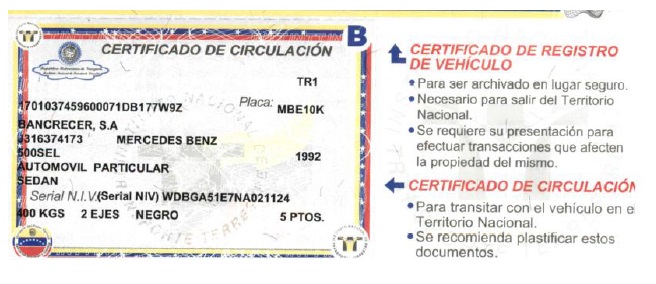 B
CERTIFICADO DE CIRCULACIÓN
TR1
170103745960007​1DB177W9Z Placa: MBE10K
BANCRECER, S.A
J316374173 MERCEDES BENZ
500SEL 1992
AUTOMOVIL PARTICULAR
SEDAN
Serial N.I.V.(Serial NIV) WDBGA51E7NA021124
400 KGS 2 EJES NEGRO 5 PTOS.
CERTIFICADO DE REGISTRO
DE VEHÍCULO
• Para ser archivado en lugar seguro.
• Necesario para salir del Territorio
Nacional.
• Se requiere su presentación para
efectuar transacciones que afecten
la propiedad del mismo.
CERTIFICADO DE CIRCULACIÓN
• Para transitar con el vehículo en e
Territorio Nacional.
• Se recomienda plastificar estos
documentos.